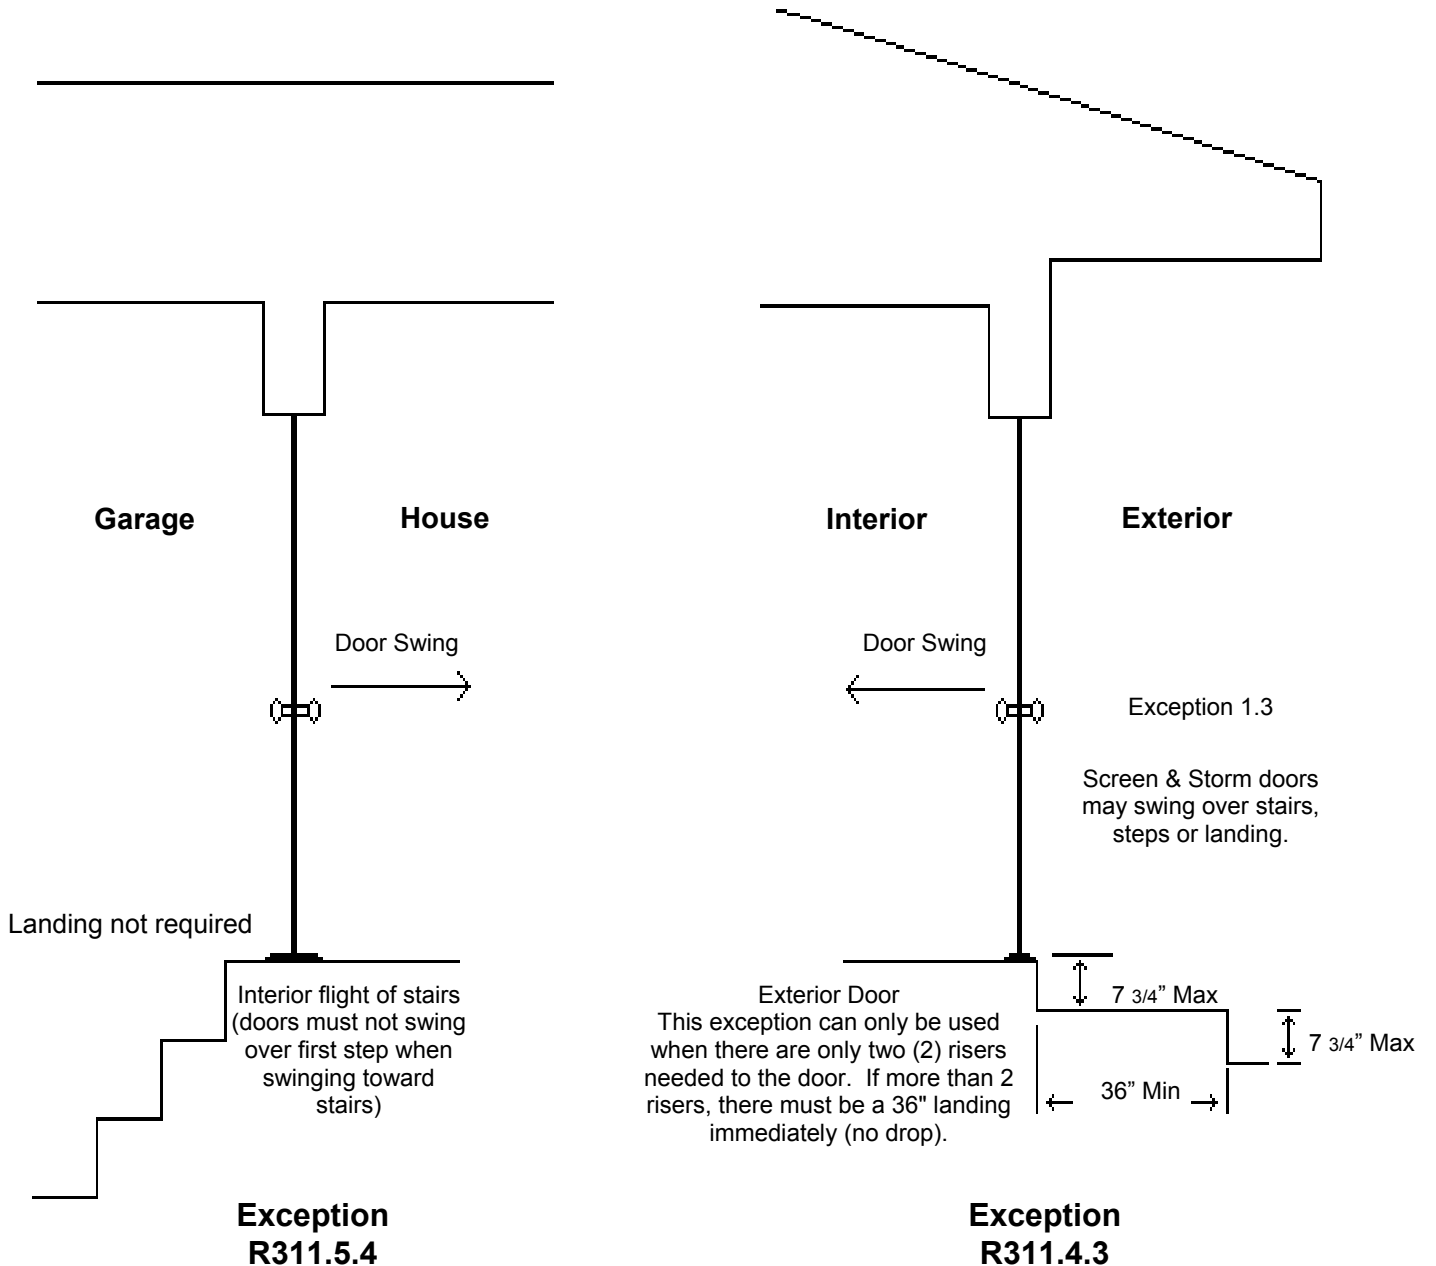 Garage
House
Door Swing
Landing not required
Interior flight of stairs
(doors must not swing
over first step when
swinging toward
stairs)
Exception
R311.5.4
Interior
Exterior
Door Swing
Exception 1.3
Screen & Storm doors
may swing over stairs,
steps or landing.
7 3/4” Max
7 3/4” Max
36” Min
Exterior Door
This exception can only be used
when there are only two (2) risers
needed to the door.  If more than 2
risers, there must be a 36" landing
immediately (no drop).
Exception
R311.4.3